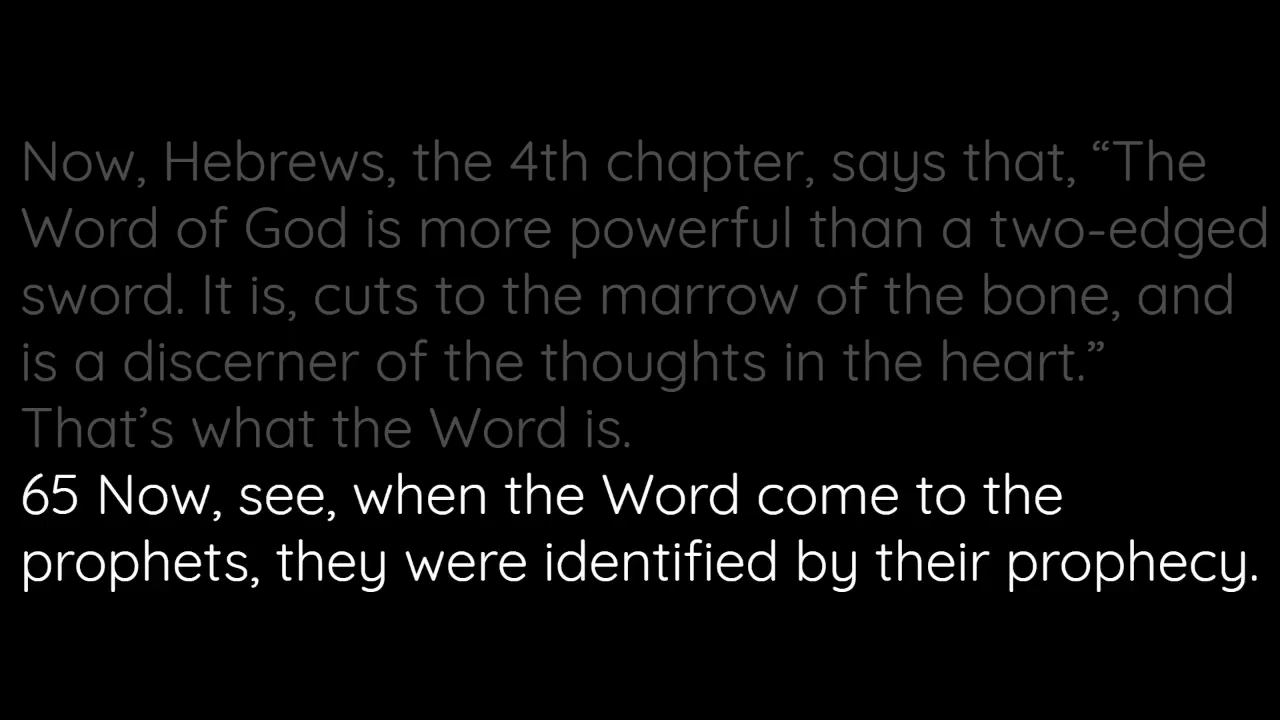 Now, Hebrews, the 4th chapter, says that, “The
Word of God is more powerful than a two-edged
sword. It is, cuts to the marrow of the bone, and
is a discerner of the thoughts in the heart.”
That’s what the Word is.
65 Now, see, when the Word come to the
prophets, they were identified by their prophecy.